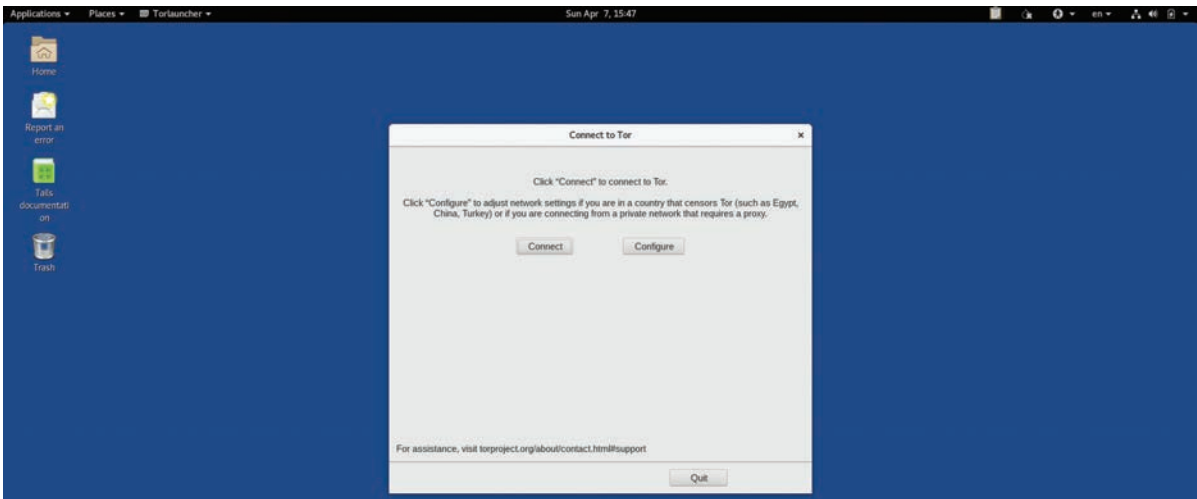 Applications Places Torlauncher Sun Apr 7, 15:47 en
Home
Report an
error
Tails
documentati
on
Trash
Connect to Tor
Click “Connect” to connect to Tor.
Click “Configure” to adjust network settings if you are in a country that censors Tor (such as Egypt,
China, Turkey) or if you are connecting from a private network that requires a proxy.
Connect Configure
For assistance, visit torproject.org/about/contact.html#support
Quit